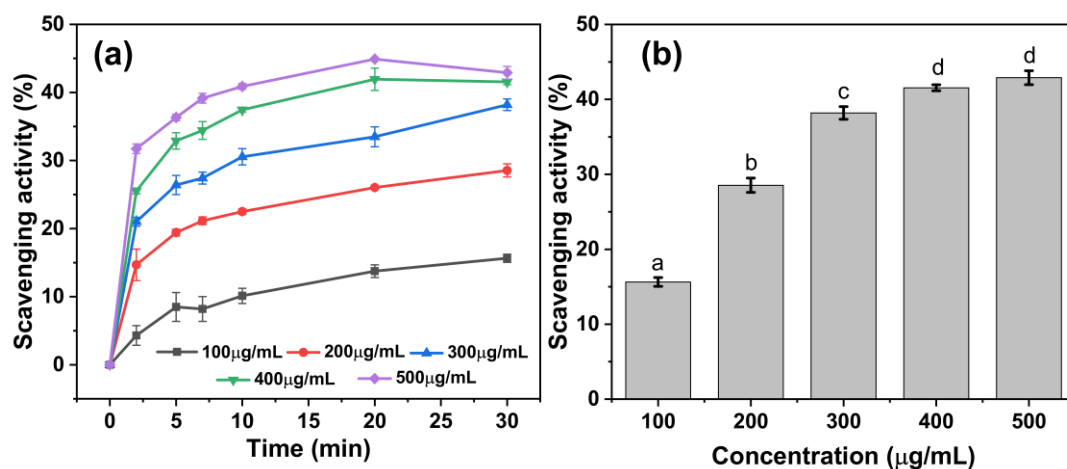 (a)
Scavenging activity (%)
50
40
30
20
10
0
100μg/mL 200μg/mL 300μg/mL
400μg/mL 500μg/mL
0 5 10 15 20 25 30
Time (min)
(b)
Scavenging activity (%)
50
40
30
20
10
0
a
b
c
d
d
100 200 300 400 500
Concentration (μg/mL)